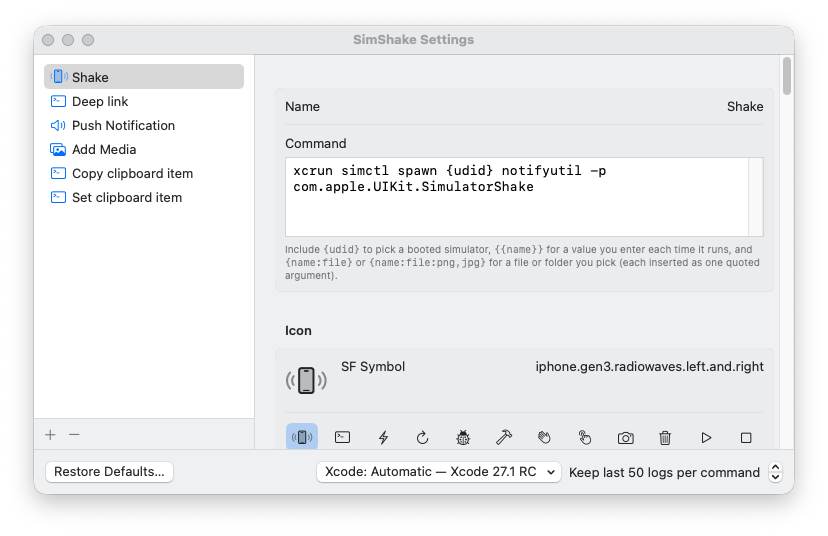 SimShake Settings
Shake
Deep link
Push Notification
Add Media
Copy clipboard item
Set clipboard item
Name
Shake
Command
xcrun simctl spawn {udid} notifyutil -p
com.apple.UIKit.SimulatorShake
Include {udid} to pick a booted simulator, {{name}} for a value you enter each time it runs, and
{name:file} or {name:file:png,jpg} for a file or folder you pick (each inserted as one quoted
argument).
Icon
SF Symbol
iphone.gen3.radiowaves.left.and.right
Restore Defaults...
Xcode: Automatic — Xcode 27.1 RC
Keep last 50 logs per command